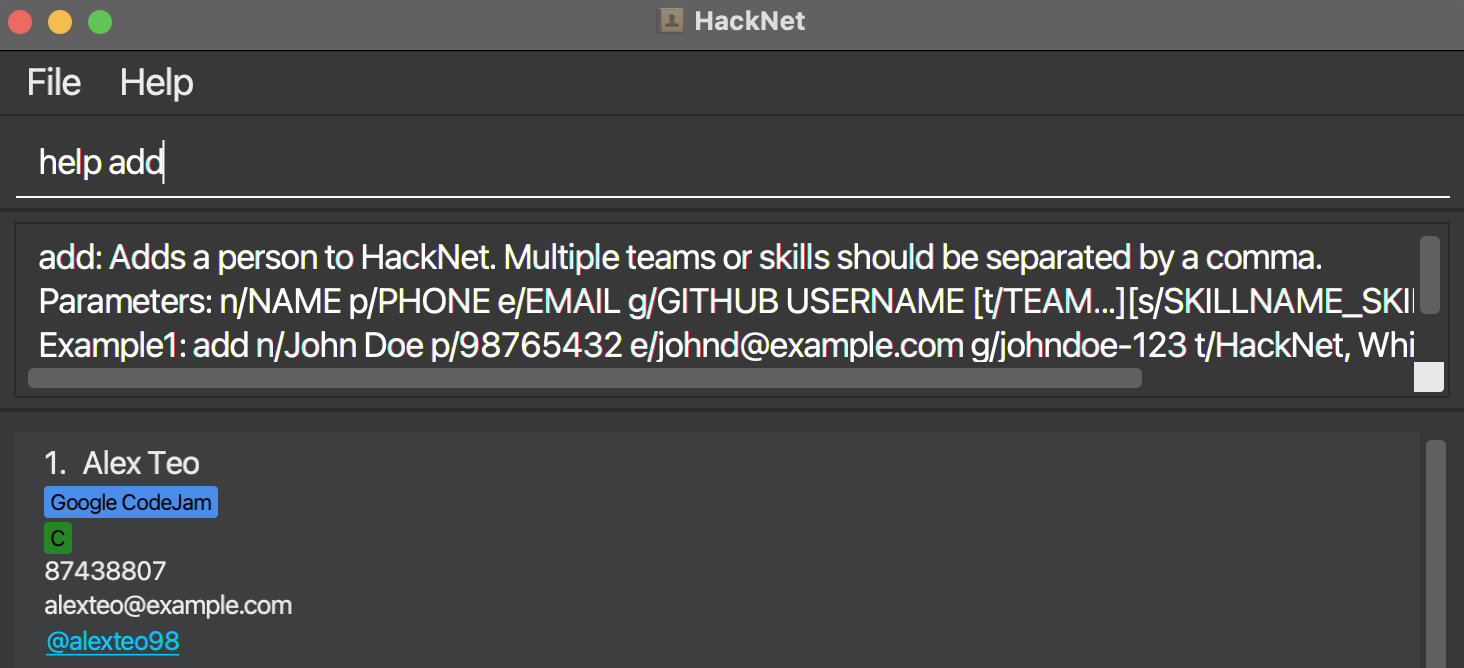 HackNet
File Help
help add
add: Adds a person to HackNet. Multiple teams or skills should be separated by a comma.
Parameters: n/NAME p/PHONE e/EMAIL g/GITHUB USERNAME [t/TEAM...][s/SKILLNAME_SKI
Example1: add n/John Doe p/98765432 e/johnd@example.com g/johndoe-123 t/HackNet, Whi
1. Alex Teo
Google CodeJam
C
87438807
alexteo@example.com
@alexteo98